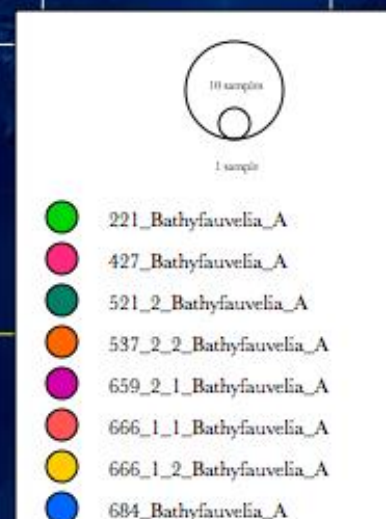 10 samples
1 sample
221_Bathyfauvelia_A
427_Bathyfauvelia_A
521_2_Bathyfauvelia_A
537_2_2_Bathyfauvelia_A
659_2_1_Bathyfauvelia_A
666_1_1_Bathyfauvelia_A
666_1_2_Bathyfauvelia_A
684_Bathyfauvelia_A